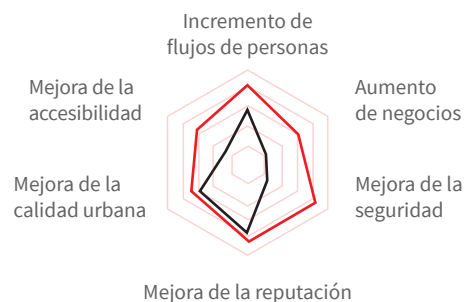 Incremento de
flujos de personas
Mejora de la
accesibilidad
Aumento
de negocios
Mejora de la
calidad urbana
Mejora de la
seguridad
Mejora de la reputación